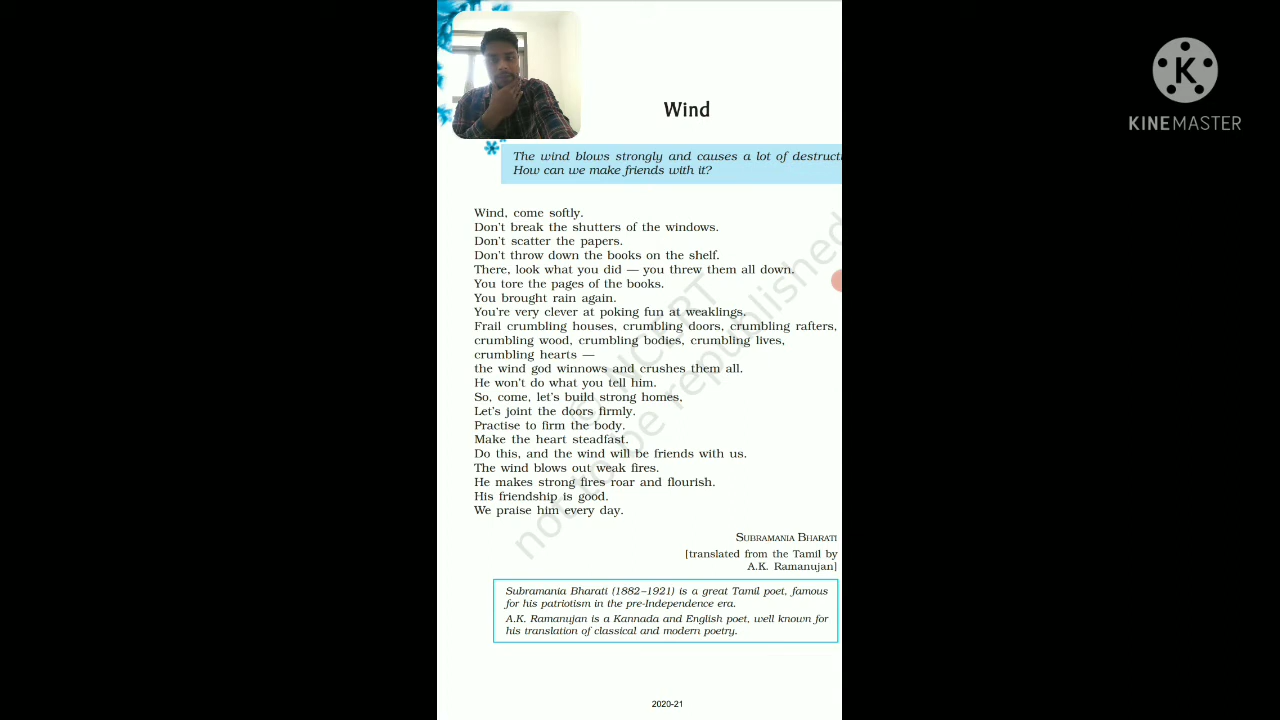 Wind
The wind blows strongly and causes a lot of
How can we make friends with it?
Wind, come softly.
Don't break the shutters of the windows.
Don't scatter the papers.
Don't throw down the books on the shelf.
There, look what you did — you threw them all down.
You tore the pages of the books.
You brought rain again.
You're very clever at poking fun at weaklings.
Frail crumbling houses, crumbling doors, crumbling rafters,
crumbling wood, crumbling bodies, crumbling lives,
crumbling hearts —
the wind god winnows and crushes them all.
He won't do what you tell him.
So, come, let's build strong homes,
Let's joint the doors firmly.
Practise to firm the body.
Make the heart steadfast.
Do this, and the wind will be friends with us.
The wind blows out weak fires.
He makes strong fires roar and flourish.
His friendship is good.
We praise him every day.
SUBRAMANIA BHARATI
[translated from the Tamil by
A.K. Ramanujan]
Subramania Bharati (1882–1921) is a great Tamil poet, famous
for his patriotism in the pre-Independence era.
A.K. Ramanujan is a Kannada and English poet, well known for
his translation of classical and modern poetry.
2020-21
© NCERT
not to be republished
K
KINEMASTER